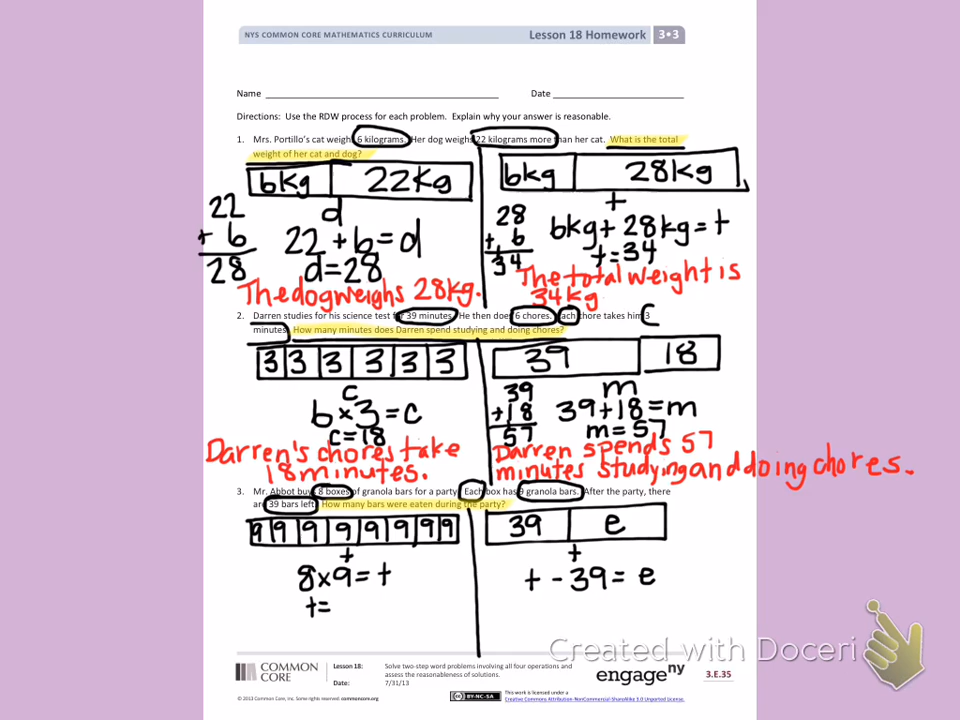 NYS COMMON CORE MATHEMATICS CURRICULUM Lesson 18 Homework 3•3
Name Date
Directions: Use the RDW process for each problem. Explain why your answer is reasonable.
1. Mrs. Portillo's cat weighs 6 kilograms. Her dog weighs 22 kilograms more than her cat. What is the total
weight of her cat and dog?
6kg 22kg
d
22
+ 6
28
22 + 6 = d
d = 28
The dog weighs 28kg.
6kg 28kg
t
28
+ 6
34
6kg + 28kg = t
t = 34
The total weight is
34kg
2. Darren studies for his science test for 39 minutes. He then does 6 chores. Each chore takes him 3
minutes. How many minutes does Darren spend studying and doing chores?
3 3 3 3 3 3
c
6 x 3 = c
c = 18
Darren's chores take
18 minutes.
c
39 18
m
39
+18
57
39 + 18 = m
m = 57
Darren spends 57
minutes studying and doing chores.
3. Mr. Abbot buys 8 boxes of granola bars for a party. Each box has 9 granola bars. After the party, there
are 39 bars left. How many bars were eaten during the party?
9 9 9 9 9 9 9 9
t
8 x 9 = t
t =
39 e
t
t - 39 = e
Created with Doceri
COMMON
CORE
Lesson 18: Solve two-step word problems involving all four operations and
assess the reasonableness of solutions.
Date: 7/31/13
engage ny
3.E.35
© 2013 Common Core, Inc. Some rights reserved. commoncore.org
BY-NC-SA
This work is licensed under a
Creative Commons Attribution-NonCommercial-ShareAlike 3.0 Unported License.